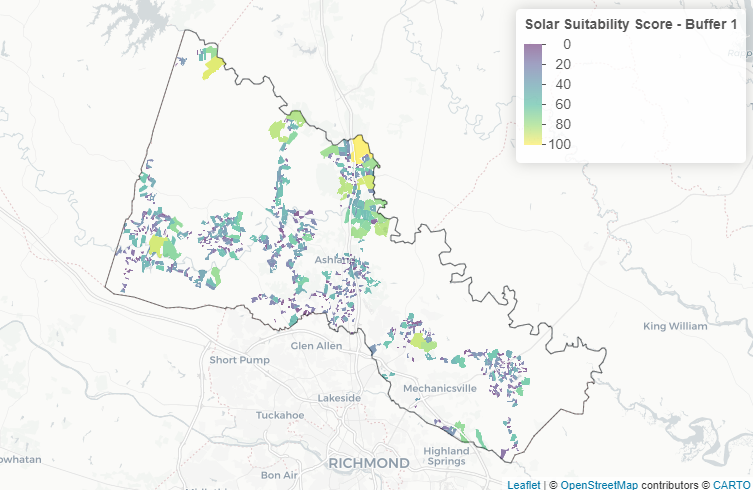 Solar Suitability Score - Buffer 1
0
20
40
60
80
100
Ashla
King William
Glen Allen
Short Pump
Mechanicsville
Lakeside
Tuckahoe
Highland
Springs
RICHMOND
owhatan
Bon Air
Leaflet | © OpenStreetMap contributors © CARTO